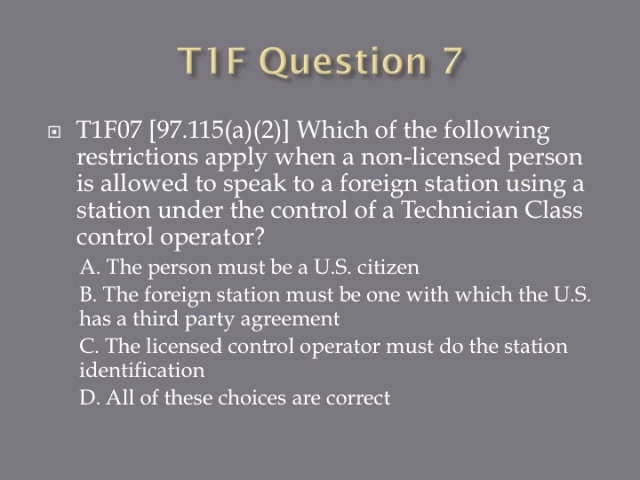 T1F Question 7
T1F07 [97.115(a)(2)] Which of the following
restrictions apply when a non-licensed person
is allowed to speak to a foreign station using a
station under the control of a Technician Class
control operator?
A. The person must be a U.S. citizen
B. The foreign station must be one with which the U.S.
has a third party agreement
C. The licensed control operator must do the station
identification
D. All of these choices are correct